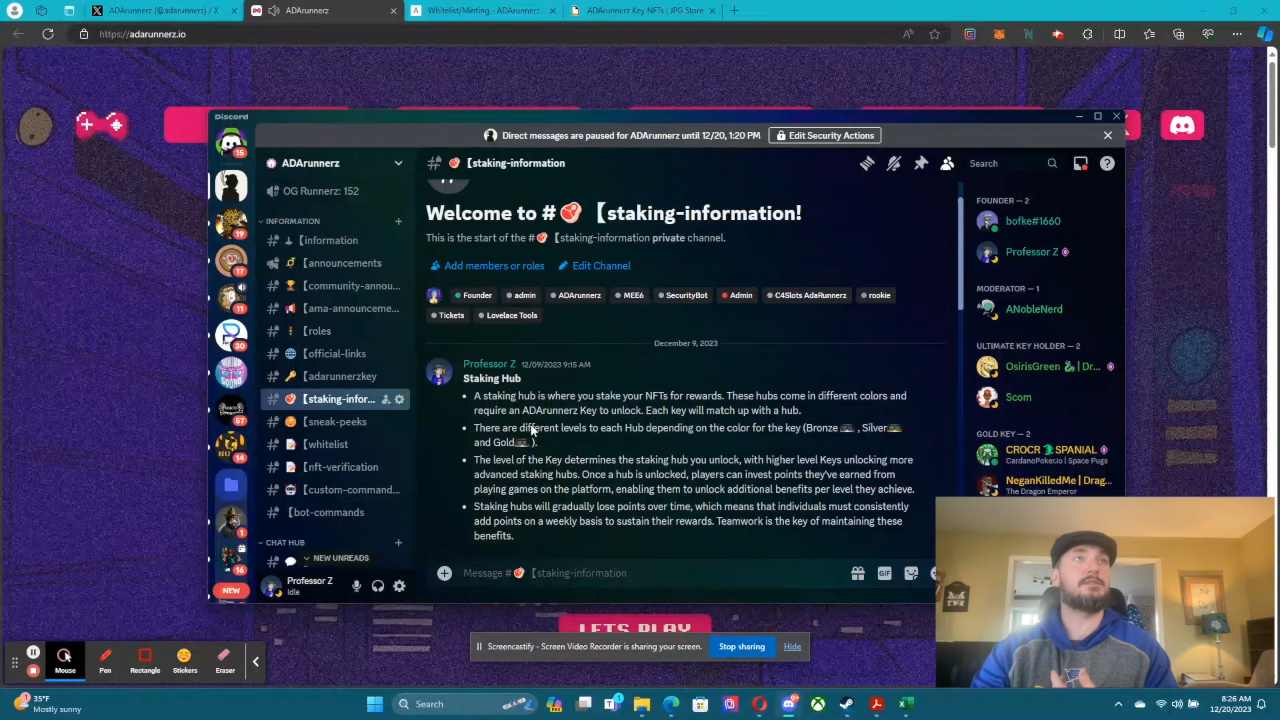 ADArunnerz (@adarunnerz) / X
ADArunnerz
Whitelist/Minting. - ADArunnerz
ADArunnerz Key NFTs | JPG Store
https://adarunnerz.io
Discord
Direct messages are paused for ADArunnerz until 12/20, 1:20 PM
Edit Security Actions
15
19
17
11
30
57
14
1
16
NEW
ADArunnerz
OG Runnerz: 152
INFORMATION
【information
【announcements
【community-annou...
【ama-announceme...
【roles
【official-links
【adarunnerzkey
【staking-infor...
【sneak-peeks
【whitelist
【nft-verification
【custom-command...
【bot-commands
CHAT HUB
NEW UNREADS
Professor Z
Idle
【staking-information
Search
Welcome to # 【staking-information!
This is the start of the # 【staking-information private channel.
Add members or roles
Edit Channel
Founder
admin
ADArunnerz
MEE6
SecurityBot
Admin
C4Slots AdaRunnerz
rookie
Tickets
Lovelace Tools
December 9, 2023
Professor Z 12/09/2023 9:15 AM
Staking Hub
• A staking hub is where you stake your NFTs for rewards. These hubs come in different colors and
require an ADArunnerz Key to unlock. Each key will match up with a hub.
• There are different levels to each Hub depending on the color for the key (Bronze , Silver
and Gold ).
• The level of the Key determines the staking hub you unlock, with higher level Keys unlocking more
advanced staking hubs. Once a hub is unlocked, players can invest points they've earned from
playing games on the platform, enabling them to unlock additional benefits per level they achieve.
• Staking hubs will gradually lose points over time, which means that individuals must consistently
add points on a weekly basis to sustain their rewards. Teamwork is the key of maintaining these
benefits.
Message # 【staking-information
GIF
FOUNDER — 2
bofke#1660
Professor Z
MODERATOR — 1
ANobleNerd
ULTIMATE KEY HOLDER — 2
OsirisGreen | Dr...
Scom
GOLD KEY — 2
CROCR SPANIAL
CardanoPoker.io | Space Pugs
NeganKilledMe | Drag...
The Dragon Emperor
LETS PLAY
Screencastify - Screen Video Recorder is sharing your screen.
Stop sharing
Hide
Mouse
Pen
Rectangle
Stickers
Eraser
35°F
Mostly sunny
Search
8:26 AM
12/20/2023